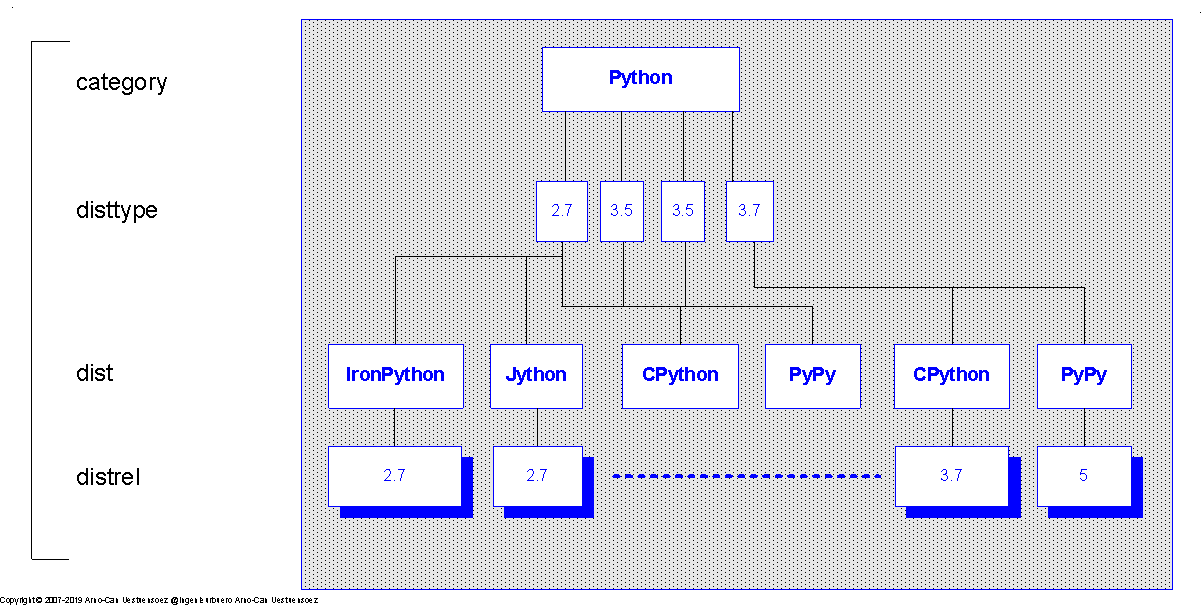 category
Python
disttype
2.7 3.5 3.5 3.7
dist
IronPython Jython CPython PyPy CPython PyPy
distrel
2.7 2.7 3.7 5
Copyright © 2007-2019 Arno-Can Uestuensoez @Ingenieurbuero Arno-Can Uestuensoez